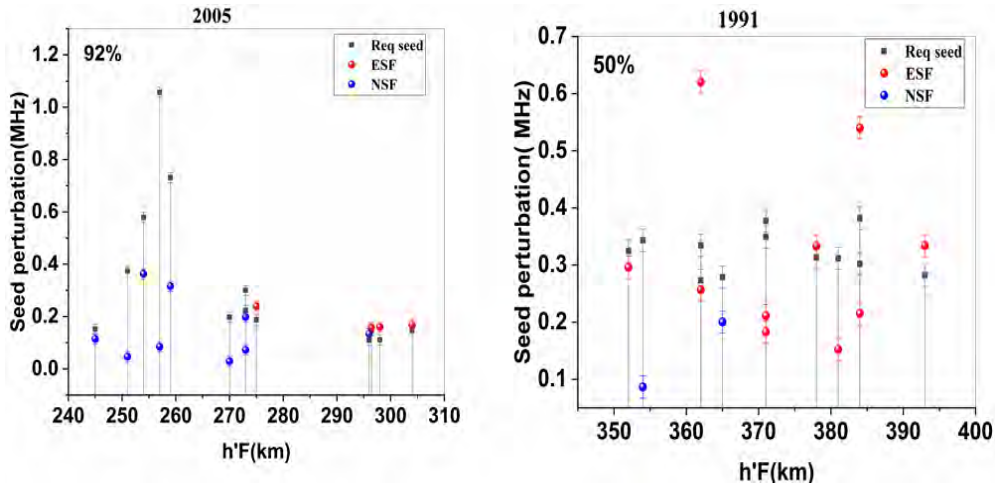 2005
92%
Req seed
ESF
NSF
Seed perturbation(MHz)
1.2
1.0
0.8
0.6
0.4
0.2
0.0
240 250 260 270 280 290 300 310
h'F(km)
1991
50%
Req seed
ESF
NSF
Seed perturbation( MHz)
0.7
0.6
0.5
0.4
0.3
0.2
0.1
350 360 370 380 390 400
h'F(km)